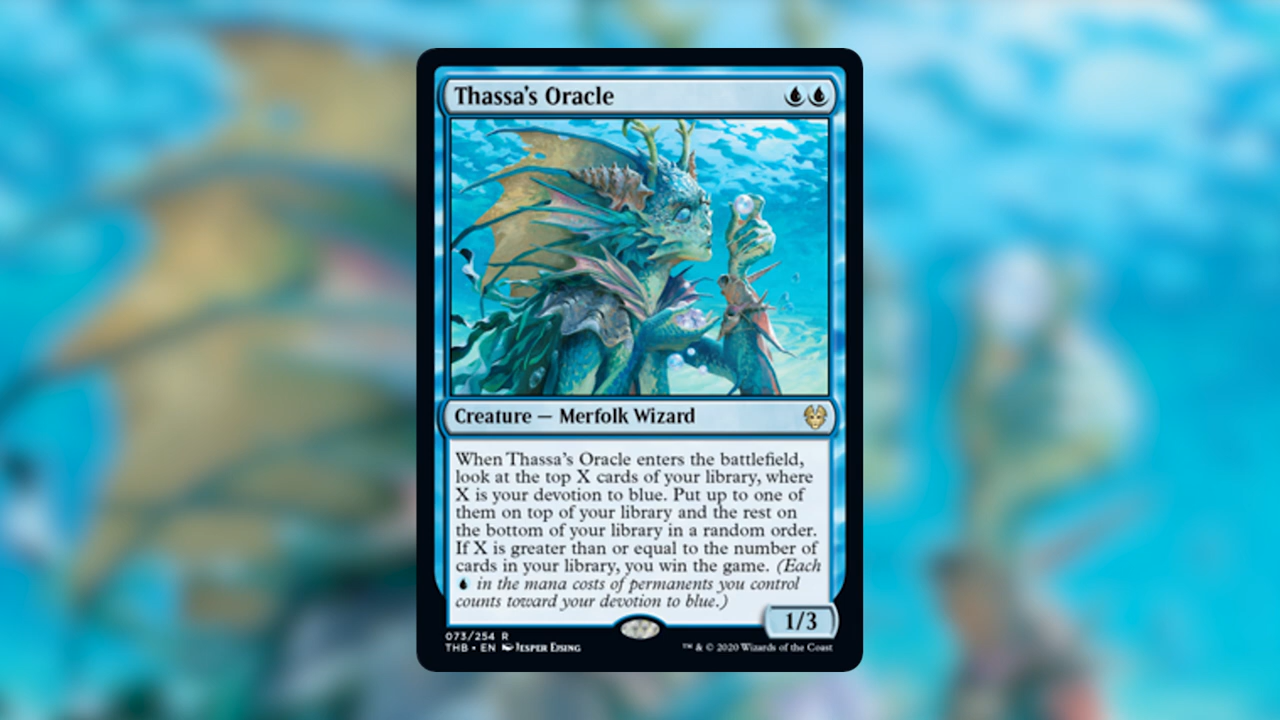 Thassa's Oracle
Creature — Merfolk Wizard
When Thassa's Oracle enters the battlefield,
look at the top X cards of your library, where
X is your devotion to blue. Put up to one of
them on top of your library and the rest on
the bottom of your library in a random order.
If X is greater than or equal to the number of
cards in your library, you win the game. (Each
in the mana costs of permanents you control
counts toward your devotion to blue.)
1/3
073/254 R
THB • EN JESPER EJSING
™ & © 2020 Wizards of the Coast